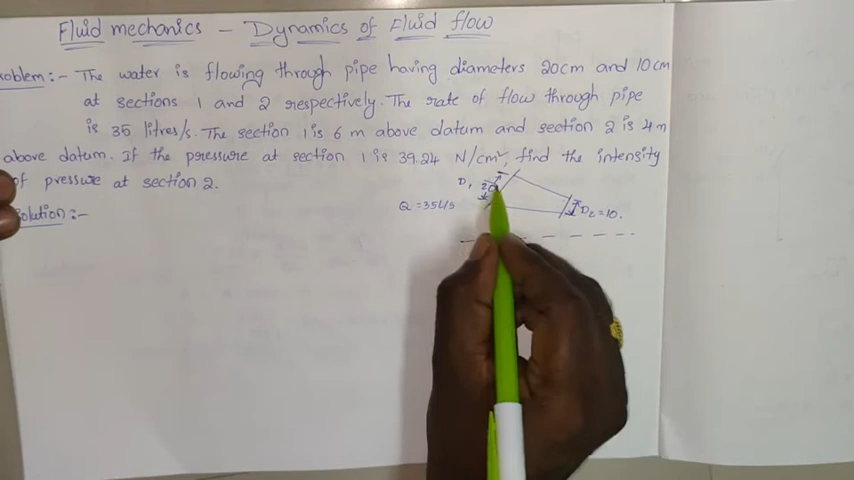 Fluid mechanics - Dynamics of Fluid flow
roblem:- The water is flowing through pipe having diameters 20cm and 10cm
at sections 1 and 2 respectively. The rate of flow through pipe
is 35 litres/s. The section 1 is 6 m above datum and section 2 is 4 m
above datum. If the pressure at section 1 is 39.24 N/cm², find the intensity
of pressure at section 2.
Solution:-
D1 20
Q = 35 L/s
D2 = 10.